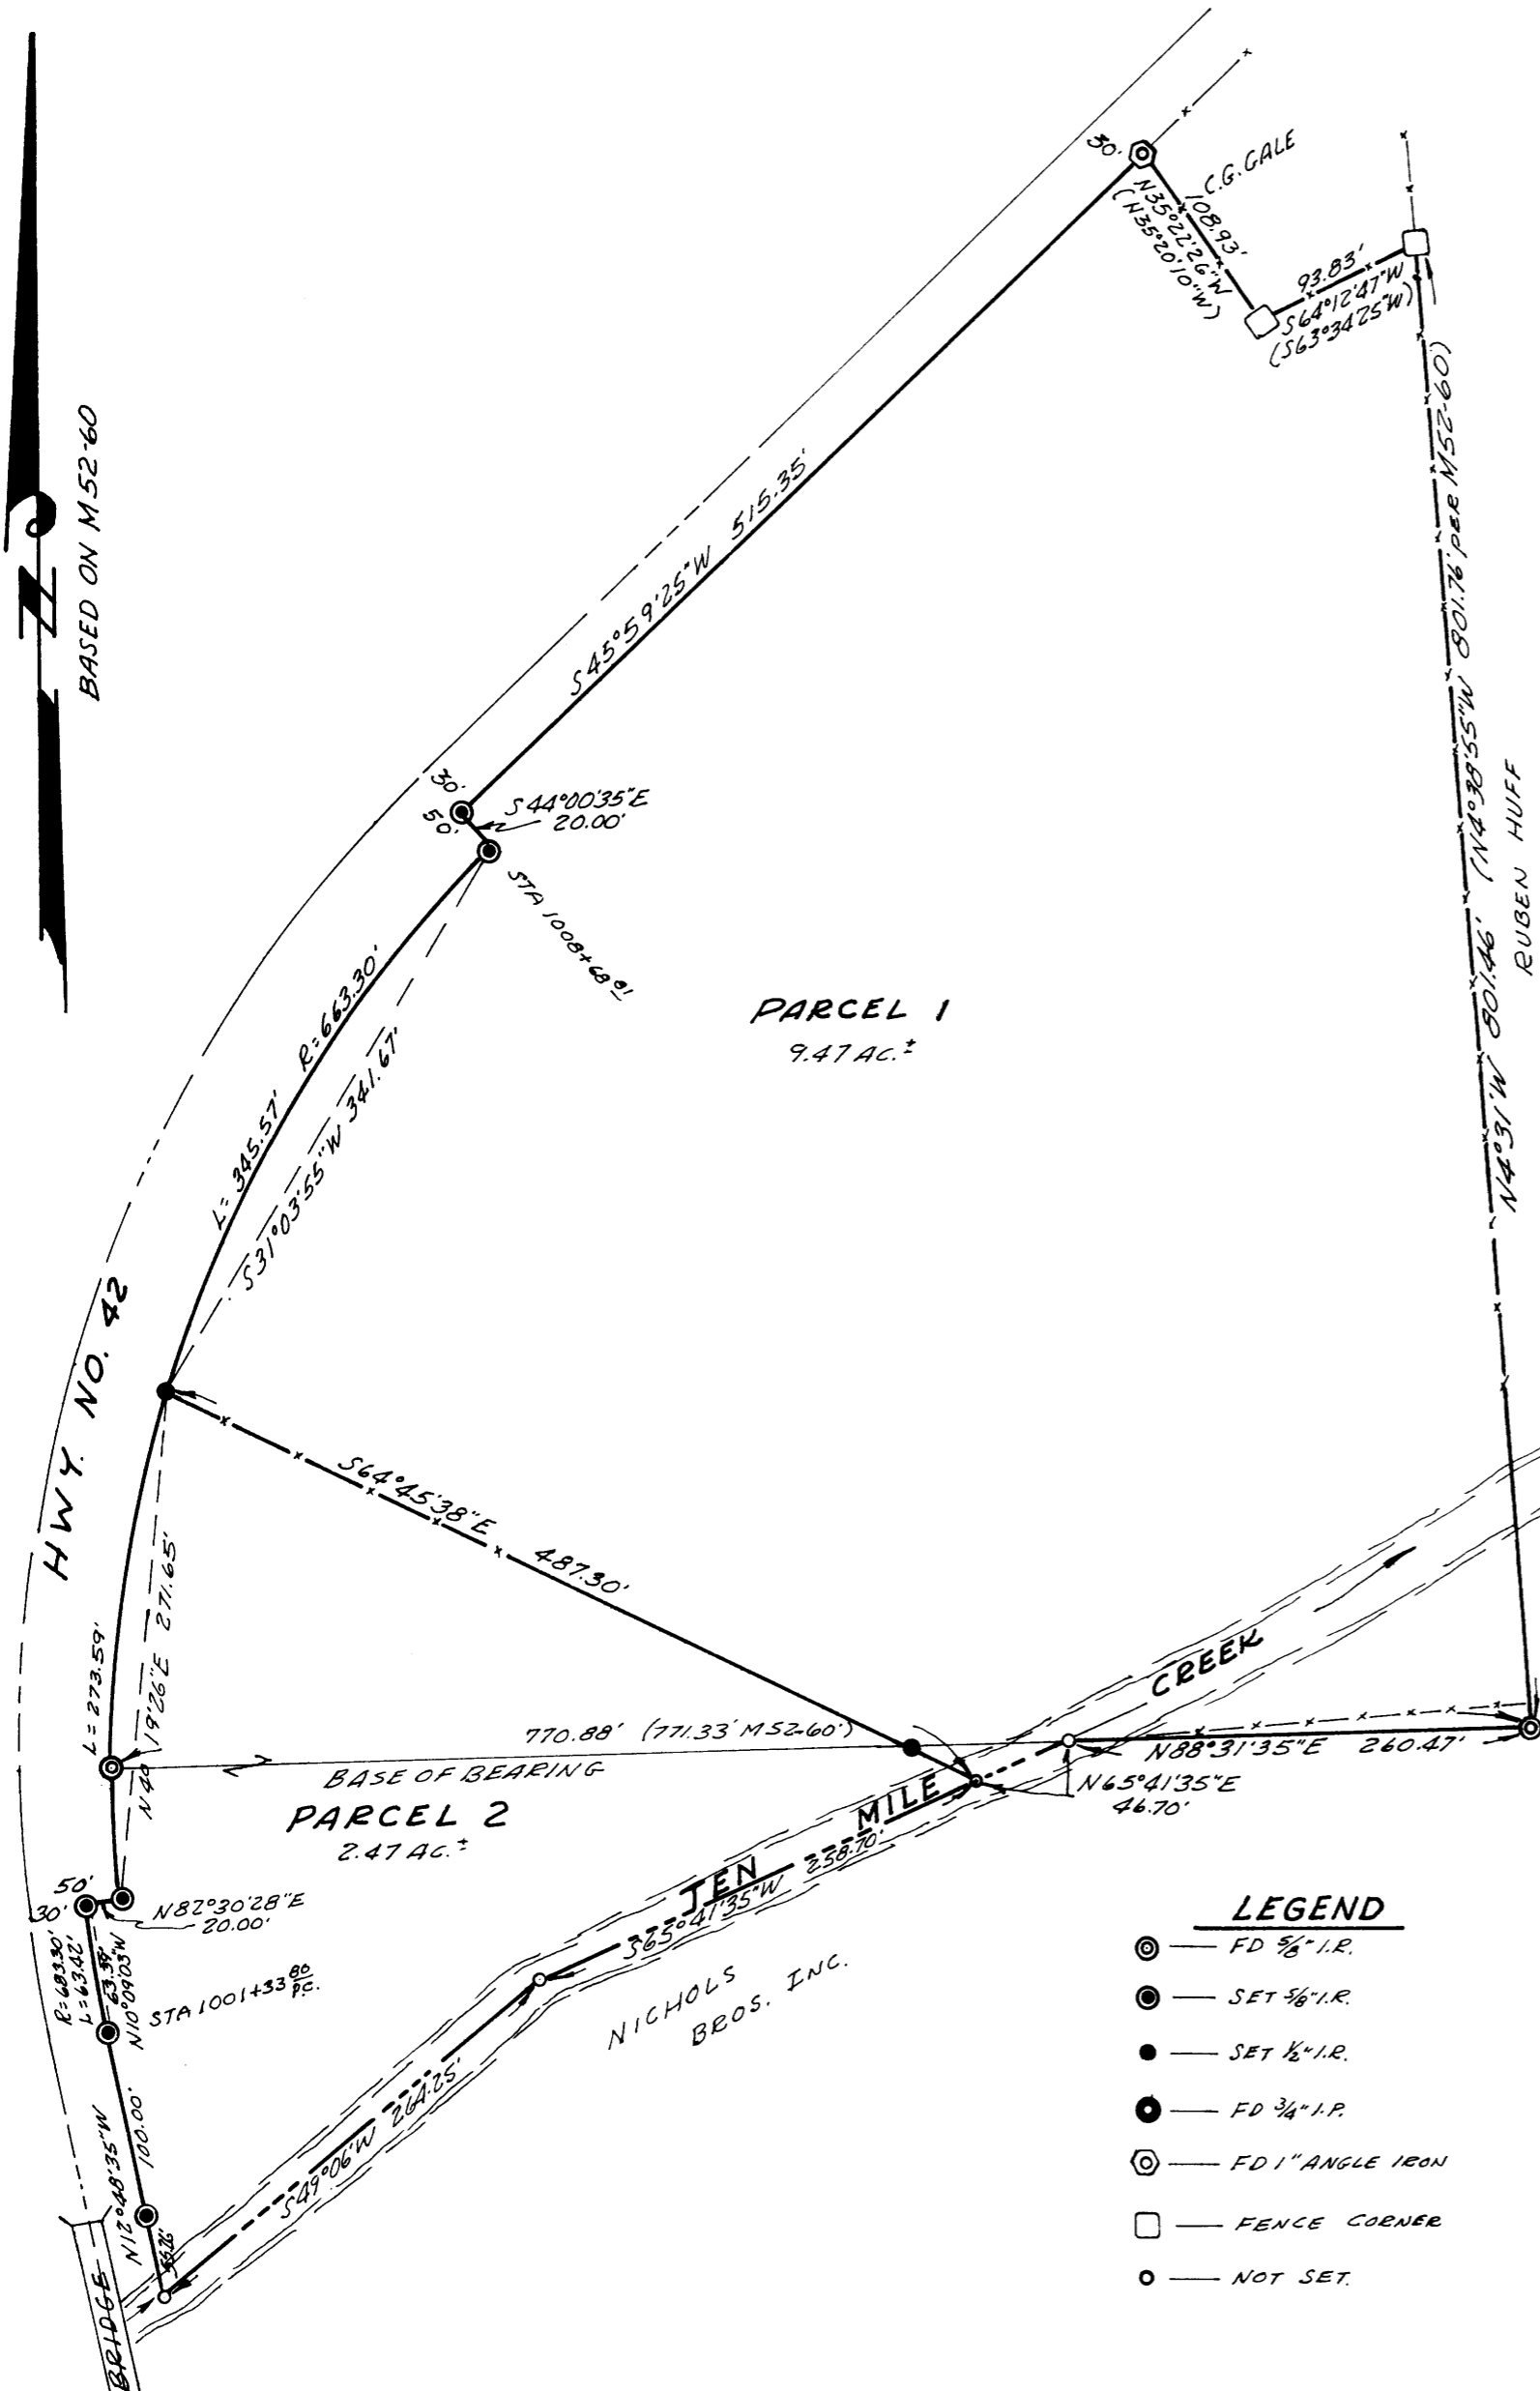 N
BASED ON M52-60
30'
C.G. GALE
108.93'
N35°22'26"W
(N35°20'10"W)
93.83'
S64°12'47"W
(S63°34'25"W)
S45°59'25"W 515.35'
N4°31'W 801.46' (N4°38'55"W 801.76' PER M52-60)
RUBEN HUFF
30'
50'
S44°00'35"E
20.00'
STA 1008+68.81
L=345.57' R=663.30'
S31°03'55"W 341.67'
PARCEL 1
9.47 AC.±
HWY. NO. 42
S64°45'38"E 487.30'
L=273.59'
N4° 19'26"E 271.65'
770.88' (771.33' M52-60')
BASE OF BEARING
PARCEL 2
2.47 AC.±
CREEK
MILE
TEN
N88°31'35"E 260.47'
N65°41'35"E
46.70'
S65°41'35"W 258.70'
50'
30'
N82°30'28"E
20.00'
R=683.30'
L=63.42'
63.39'
N10°09'03"W
STA 1001+33 80
P.C.
NICHOLS
BROS. INC.
S49°06'W 264.25'
N12°48'35"W
100.00'
BRIDGE
LEGEND
FD 5/8" I.R.
SET 5/8" I.R.
SET 1/2" I.R.
FD 3/4" I.P.
FD 1" ANGLE IRON
FENCE CORNER
NOT SET.